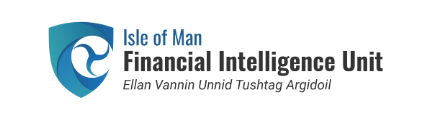 Isle of Man
Financial Intelligence Unit
Ellan Vannin Unnid Tushtag Argidoil